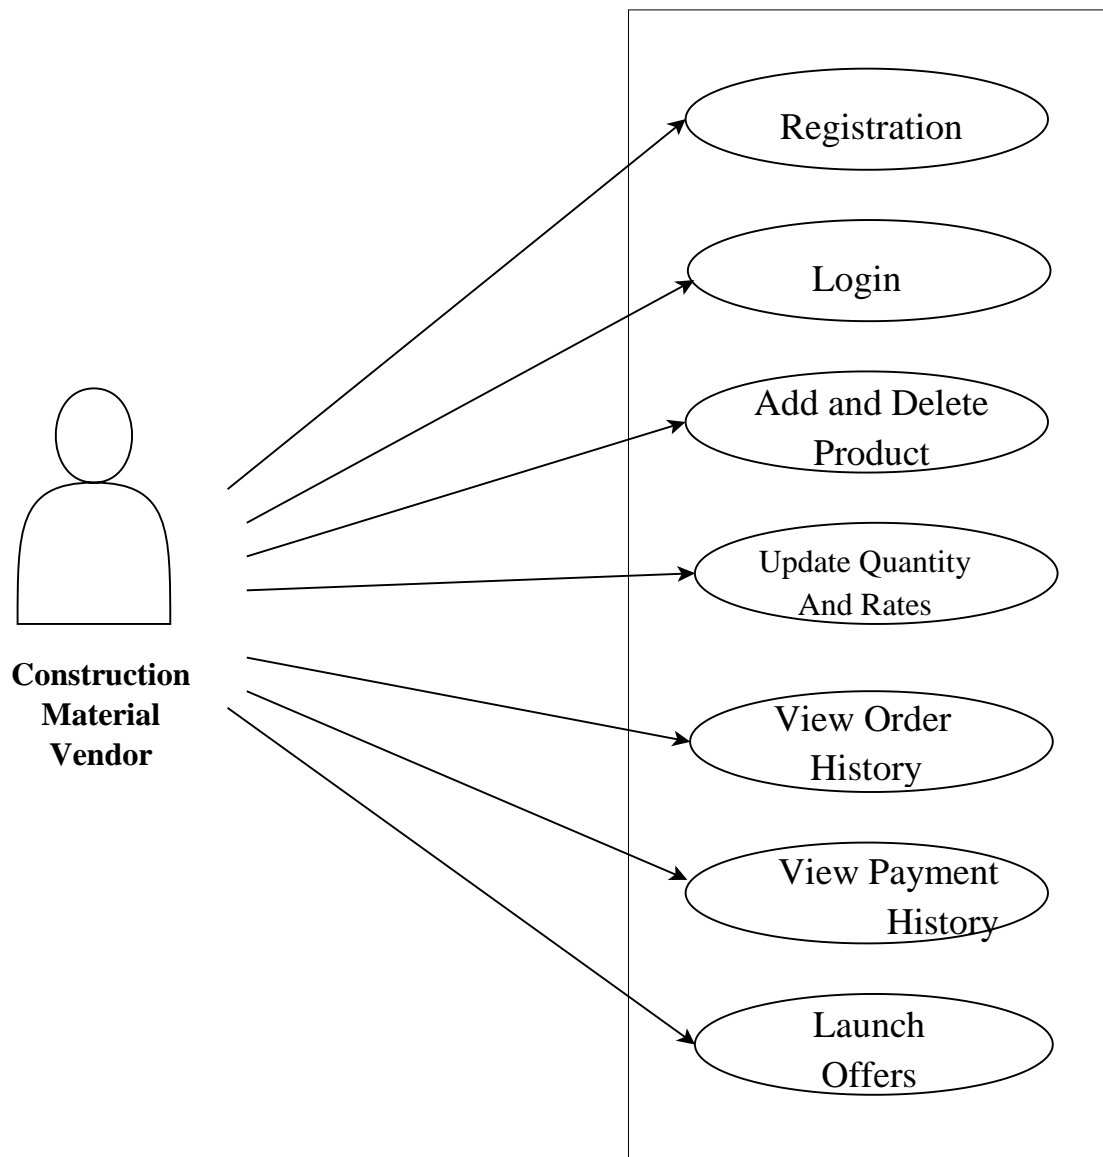 Registration
Login
Add and Delete
Product
Update Quantity
And Rates
Construction
Material
Vendor
View Order
History
View Payment
History
Launch
Offers